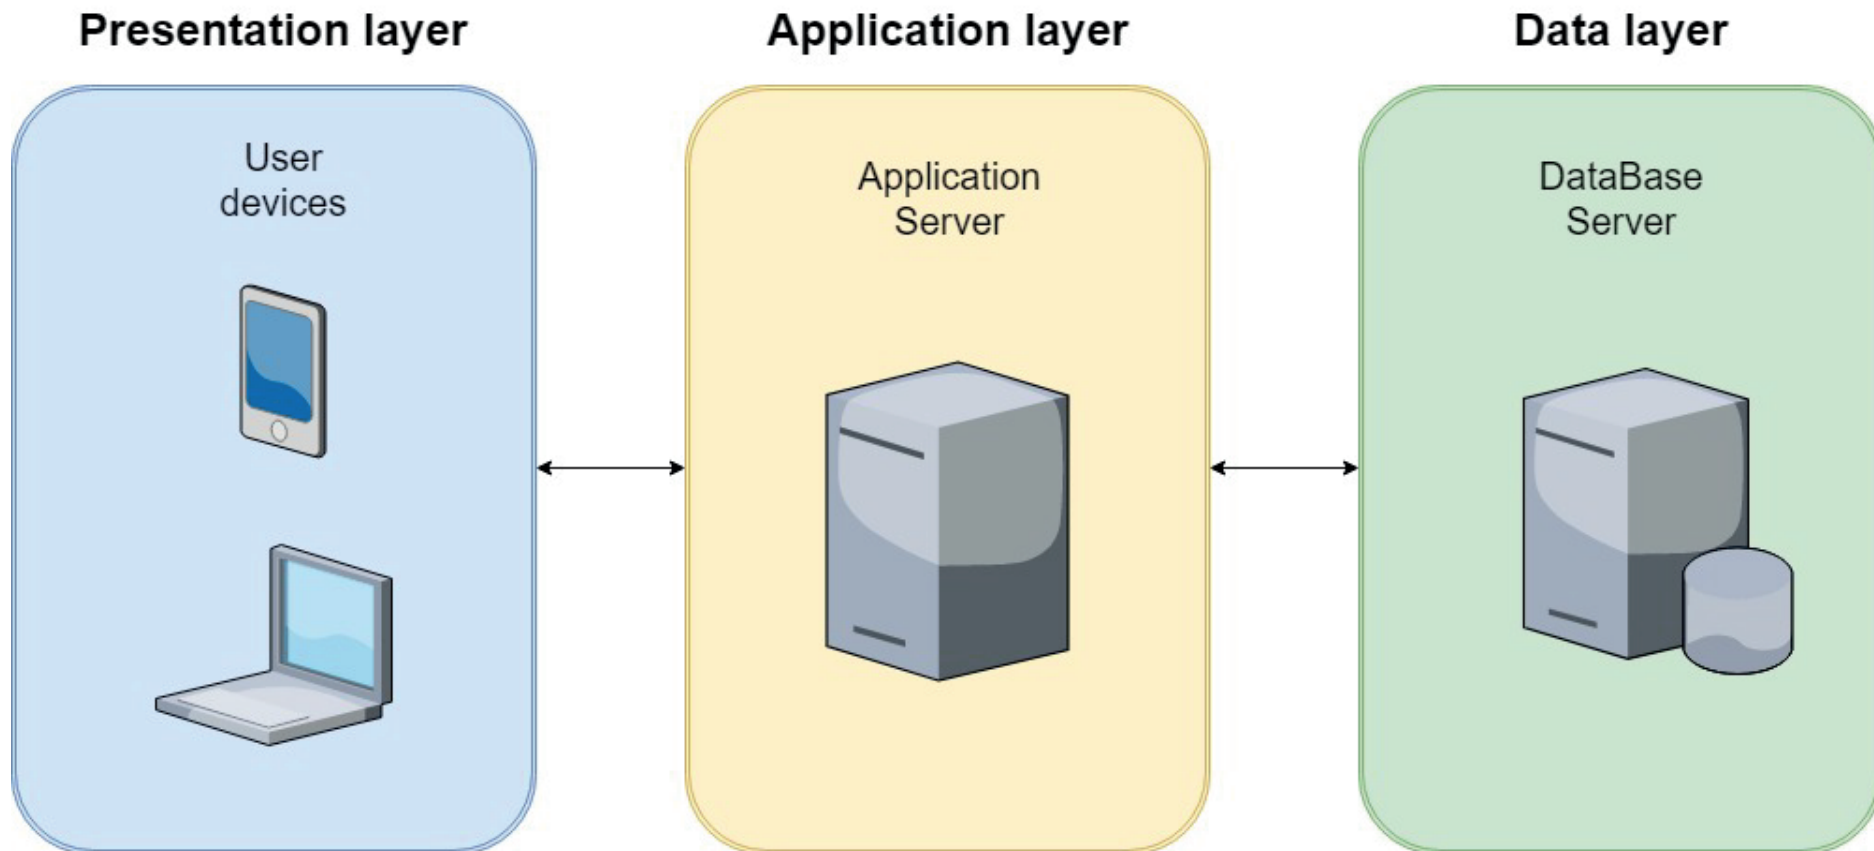 Presentation layer
Application layer
Data layer
User
devices
Application
Server
DataBase
Server